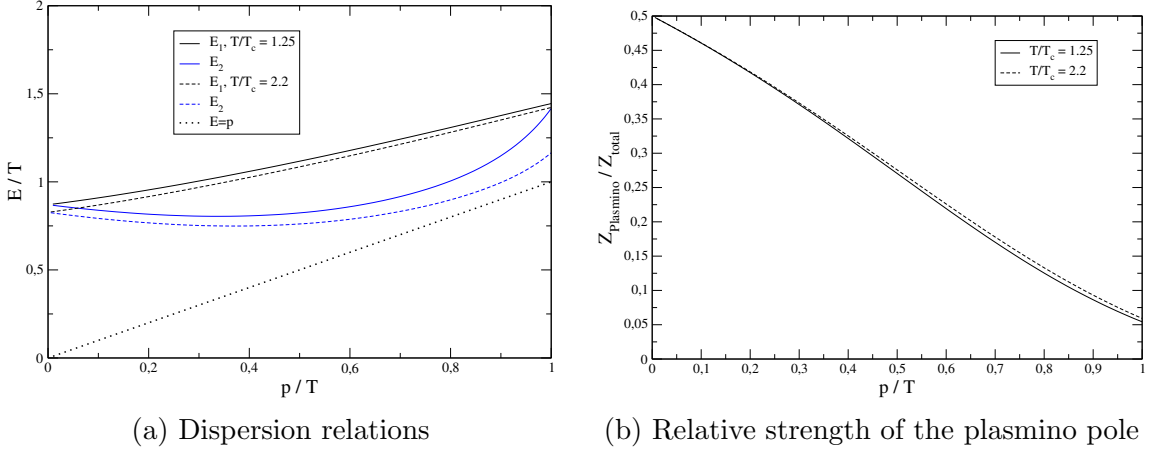 2
1,5
1
0,5
0
E / T
0 0,2 0,4 0,6 0,8 1
p / T
E1, T/Tc = 1.25
E2
E1, T/Tc = 2.2
E2
E=p
(a) Dispersion relations
0,5
0,45
0,4
0,35
0,3
0,25
0,2
0,15
0,1
0,05
0
ZPlasmino / Ztotal
0 0,1 0,2 0,3 0,4 0,5 0,6 0,7 0,8 0,9 1
p / T
T/Tc = 1.25
T/Tc = 2.2
(b) Relative strength of the plasmino pole